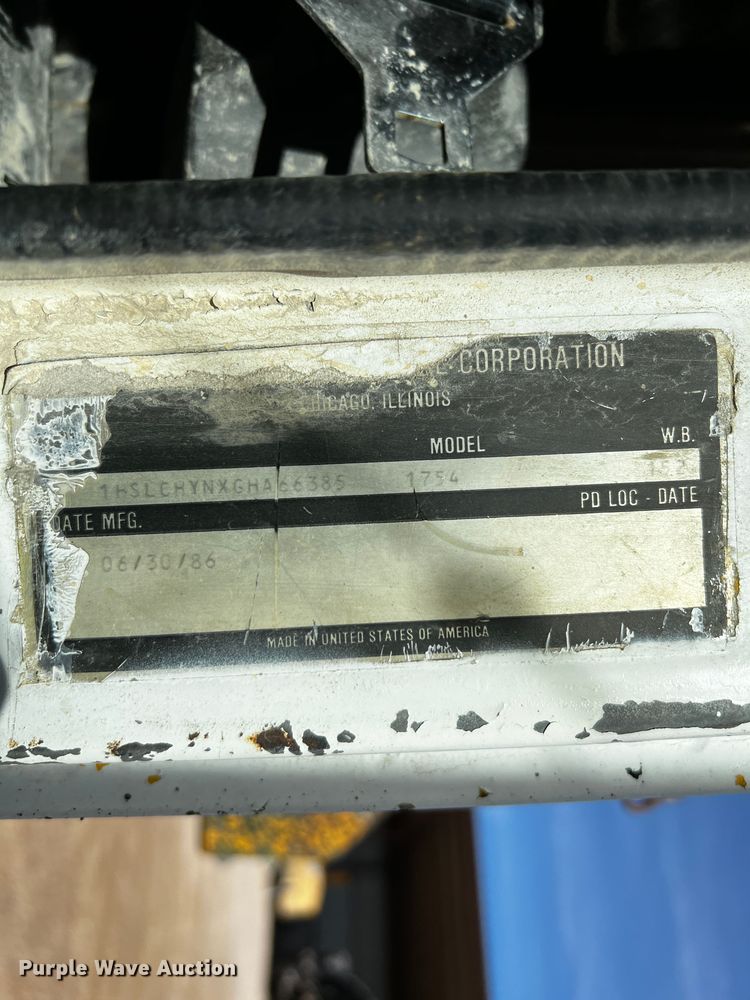 CORPORATION
CHICAGO, ILLINOIS
MODEL W.B.
1HSLCHYNXGHA66385 1754
DATE MFG. PD LOC - DATE
06/30/86
MADE IN UNITED STATES OF AMERICA
Purple Wave Auction